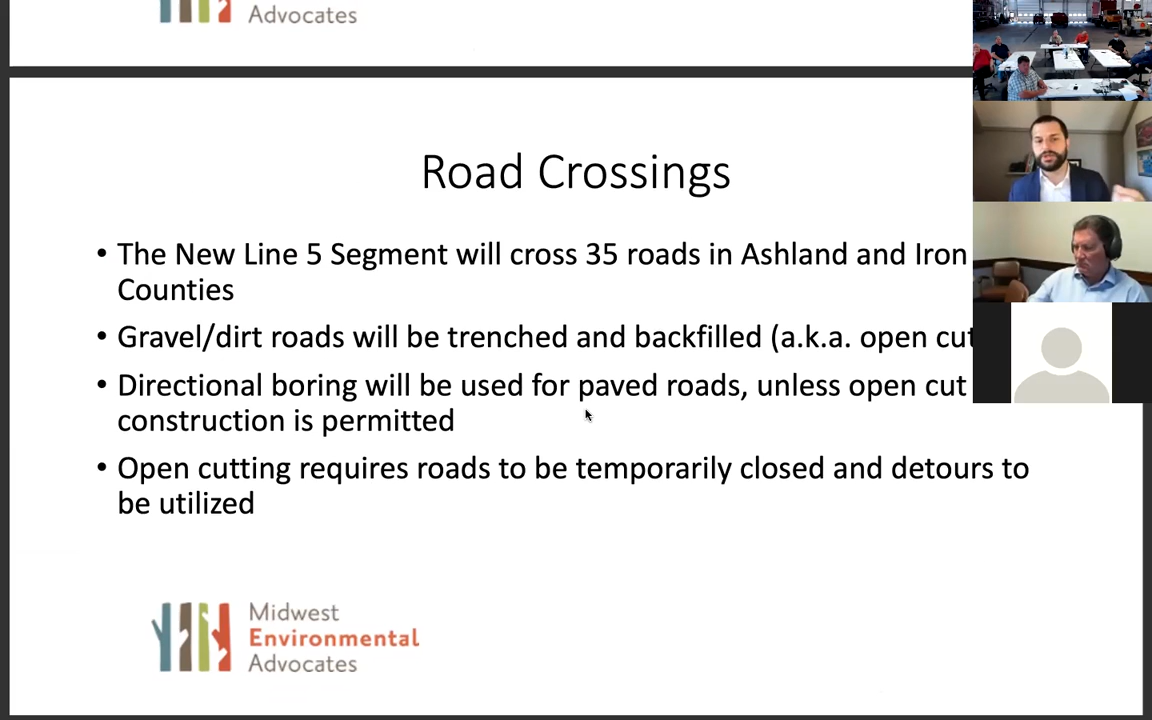 Advocates
Road Crossings
• The New Line 5 Segment will cross 35 roads in Ashland and Iron
Counties
• Gravel/dirt roads will be trenched and backfilled (a.k.a. open cut
• Directional boring will be used for paved roads, unless open cut
construction is permitted
• Open cutting requires roads to be temporarily closed and detours to
be utilized
Midwest
Environmental
Advocates